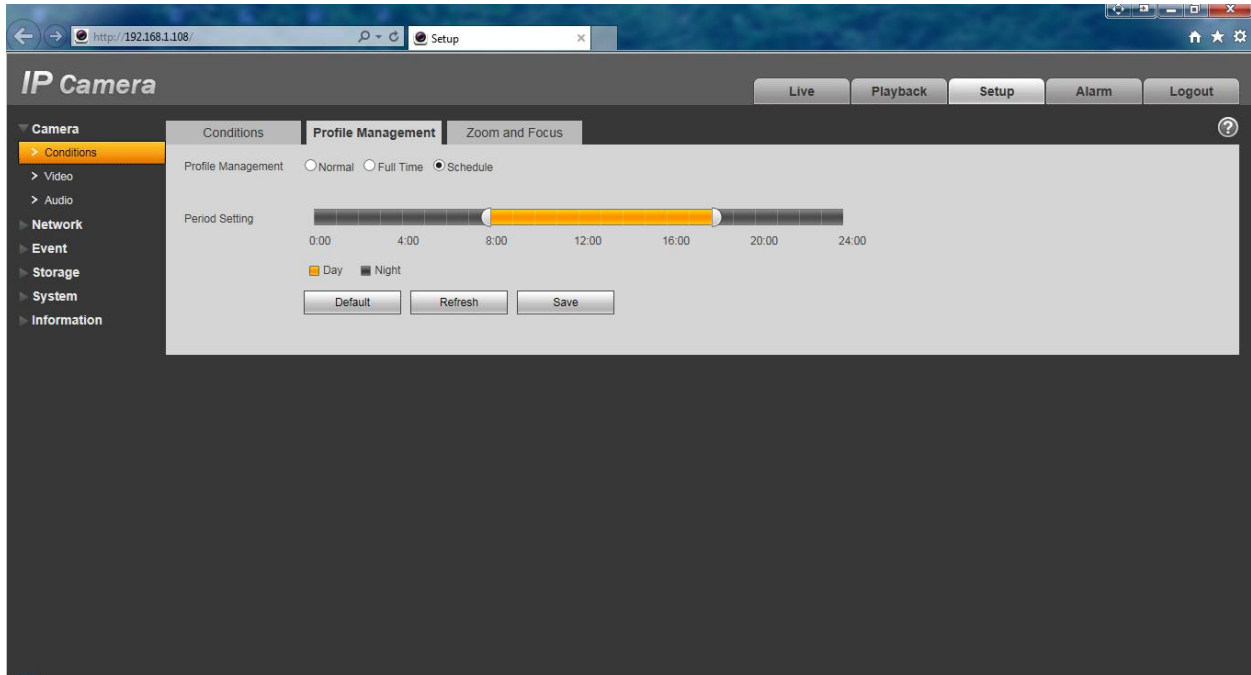 http://192.168.1.108/ Setup
IP Camera
Live Playback Setup Alarm Logout
Camera
Conditions Profile Management Zoom and Focus
Conditions
Profile Management Normal Full Time Schedule
Video
Audio
Network
Period Setting
0:00 4:00 8:00 12:00 16:00 20:00 24:00
Event
Storage
Day Night
System
Default Refresh Save
Information